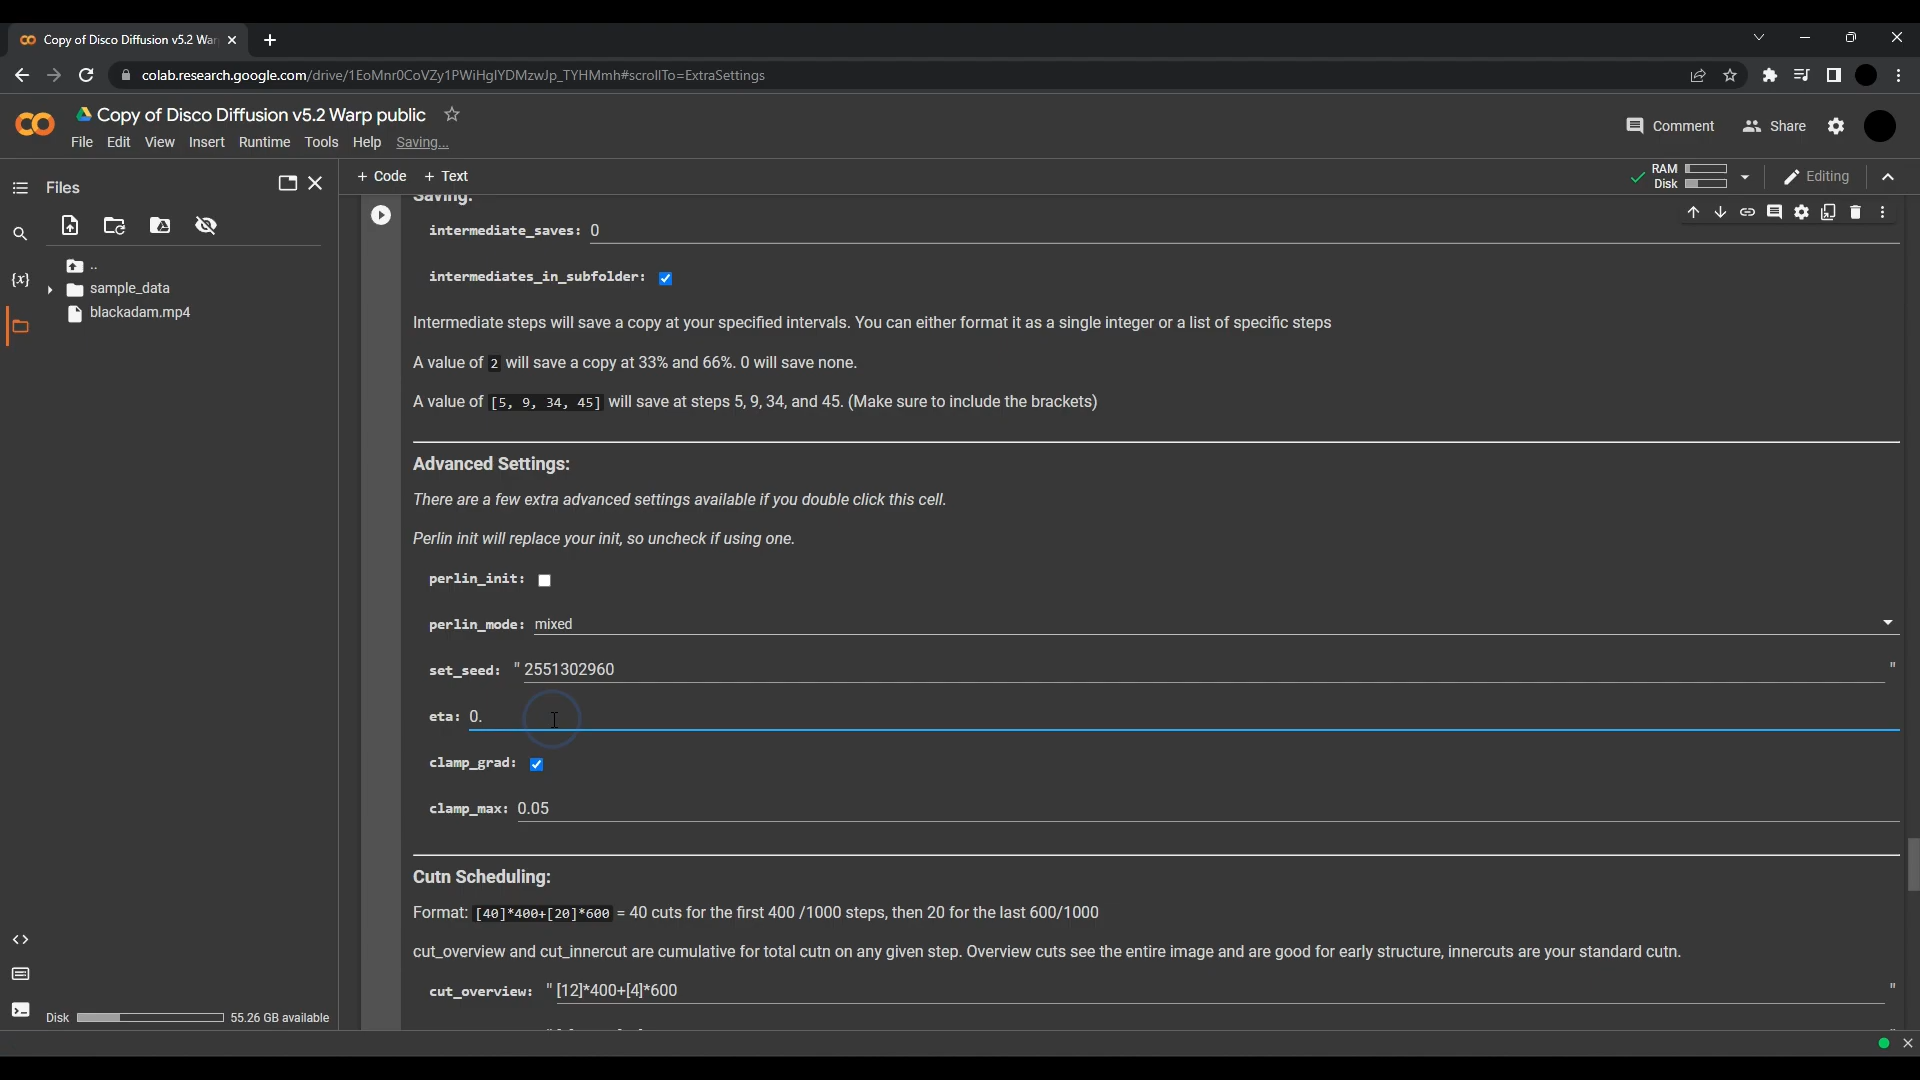 Copy of Disco Diffusion v5.2 War
colab.research.google.com/drive/1EoMnr0CoVZy1PWiHglYDMzwJp_TYHMmh#scrollTo=ExtraSettings
Copy of Disco Diffusion v5.2 Warp public
File Edit View Insert Runtime Tools Help Saving...
Comment Share
Files
+ Code + Text
RAM
Disk
Editing
Saving:
intermediate_saves: 0
..
intermediates_in_subfolder:
sample_data
blackadam.mp4
{x}
Intermediate steps will save a copy at your specified intervals. You can either format it as a single integer or a list of specific steps
A value of 2 will save a copy at 33% and 66%. 0 will save none.
A value of [5, 9, 34, 45] will save at steps 5, 9, 34, and 45. (Make sure to include the brackets)
Advanced Settings:
There are a few extra advanced settings available if you double click this cell.
Perlin init will replace your init, so uncheck if using one.
perlin_init:
perlin_mode: mixed
set_seed: " 2551302960 "
eta: 0.
clamp_grad:
clamp_max: 0.05
Cutn Scheduling:
Format: [40]*400+[20]*600 = 40 cuts for the first 400 /1000 steps, then 20 for the last 600/1000
cut_overview and cut_innercut are cumulative for total cutn on any given step. Overview cuts see the entire image and are good for early structure, innercuts are your standard cutn.
cut_overview: " [12]*400+[4]*600 "
Disk 55.26 GB available